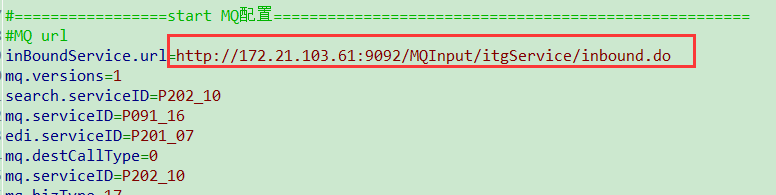 #=================start MQ配置======================================================
#MQ url
inBoundService.url=http://172.21.103.61:9092/MQInput/itgService/inbound.do
mq.versions=1
search.serviceID=P202_10
mq.serviceID=P091_16
edi.serviceID=P201_07
mq.destCallType=0
mq.serviceID=P202_10
mq.bizType=17